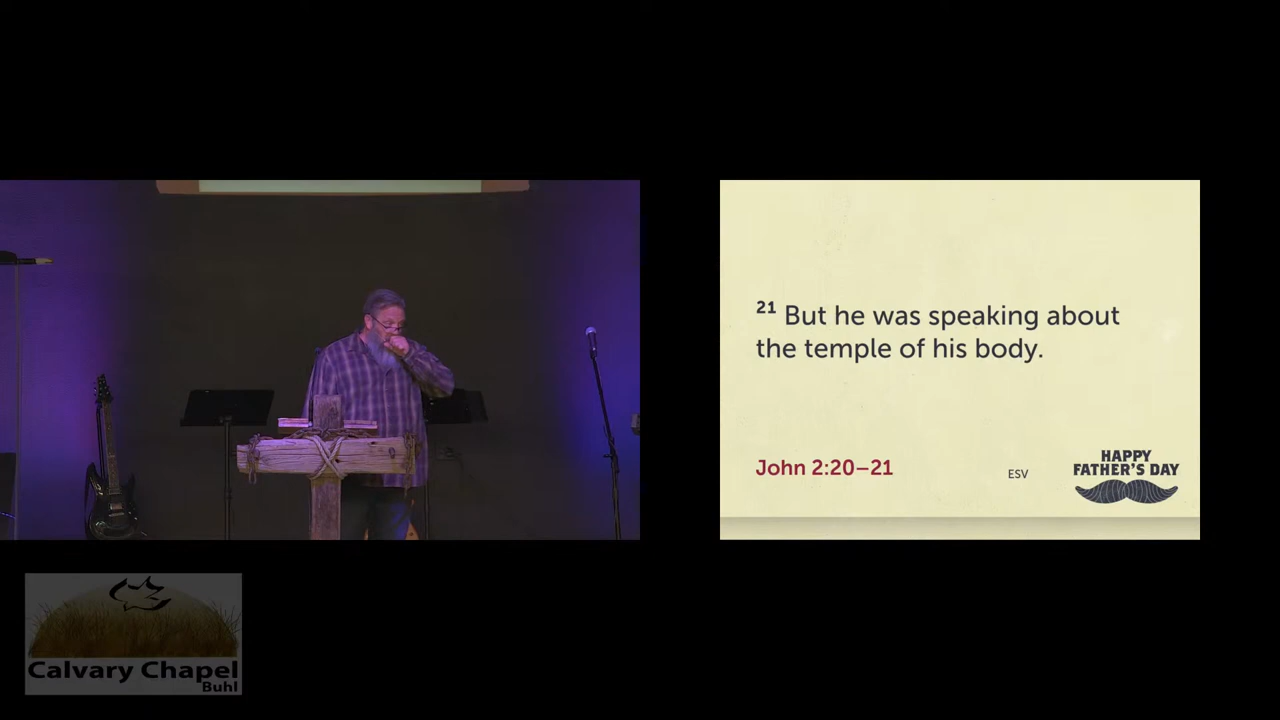 21 But he was speaking about
the temple of his body.
John 2:20–21
ESV
HAPPY
FATHER'S DAY
Calvary Chapel
Buhl